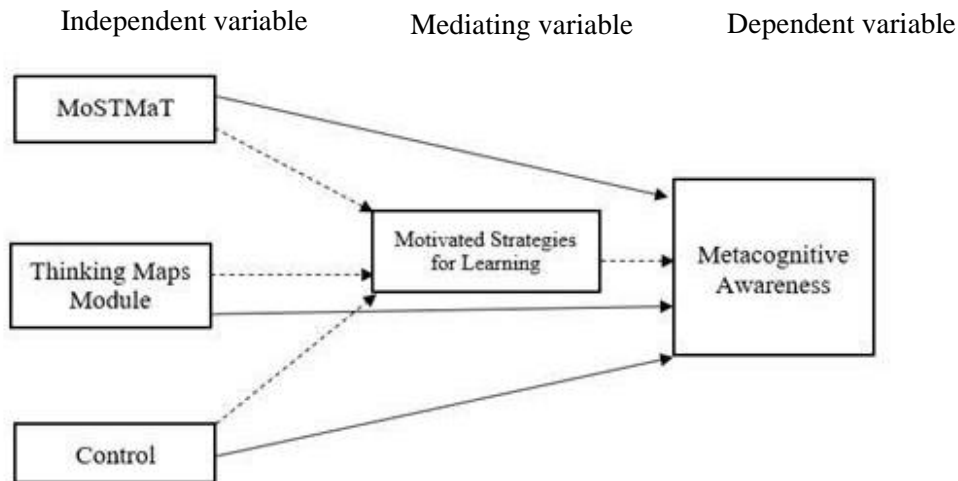 Independent variable
Mediating variable
Dependent variable
MoSTMaT
Motivated Strategies
for Learning
Thinking Maps
Module
Metacognitive
Awareness
Control